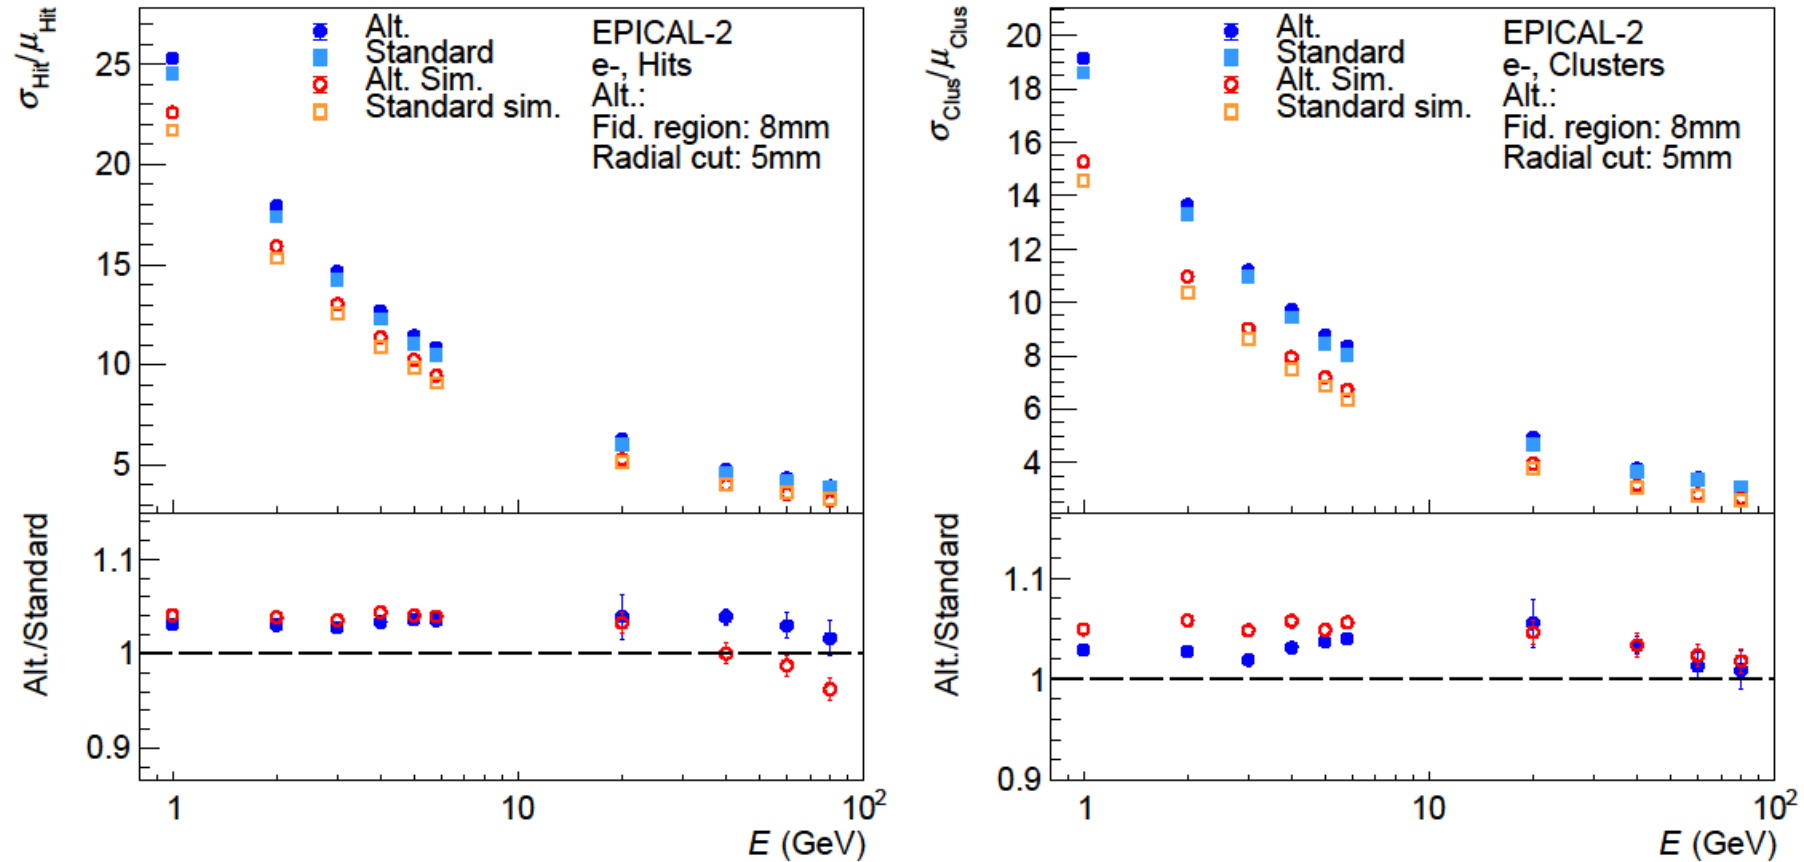 σHit/μHit
25
20
15
10
5
Alt.
Standard
Alt. Sim.
Standard sim.
EPICAL-2
e-, Hits
Alt.:
Fid. region: 8mm
Radial cut: 5mm
Alt./Standard
1.1
1
0.9
1
10
10²
E (GeV)
σClus/μClus
20
18
16
14
12
10
8
6
4
Alt.
Standard
Alt. Sim.
Standard sim.
EPICAL-2
e-, Clusters
Alt.:
Fid. region: 8mm
Radial cut: 5mm
Alt./Standard
1.1
1
0.9
1
10
10²
E (GeV)